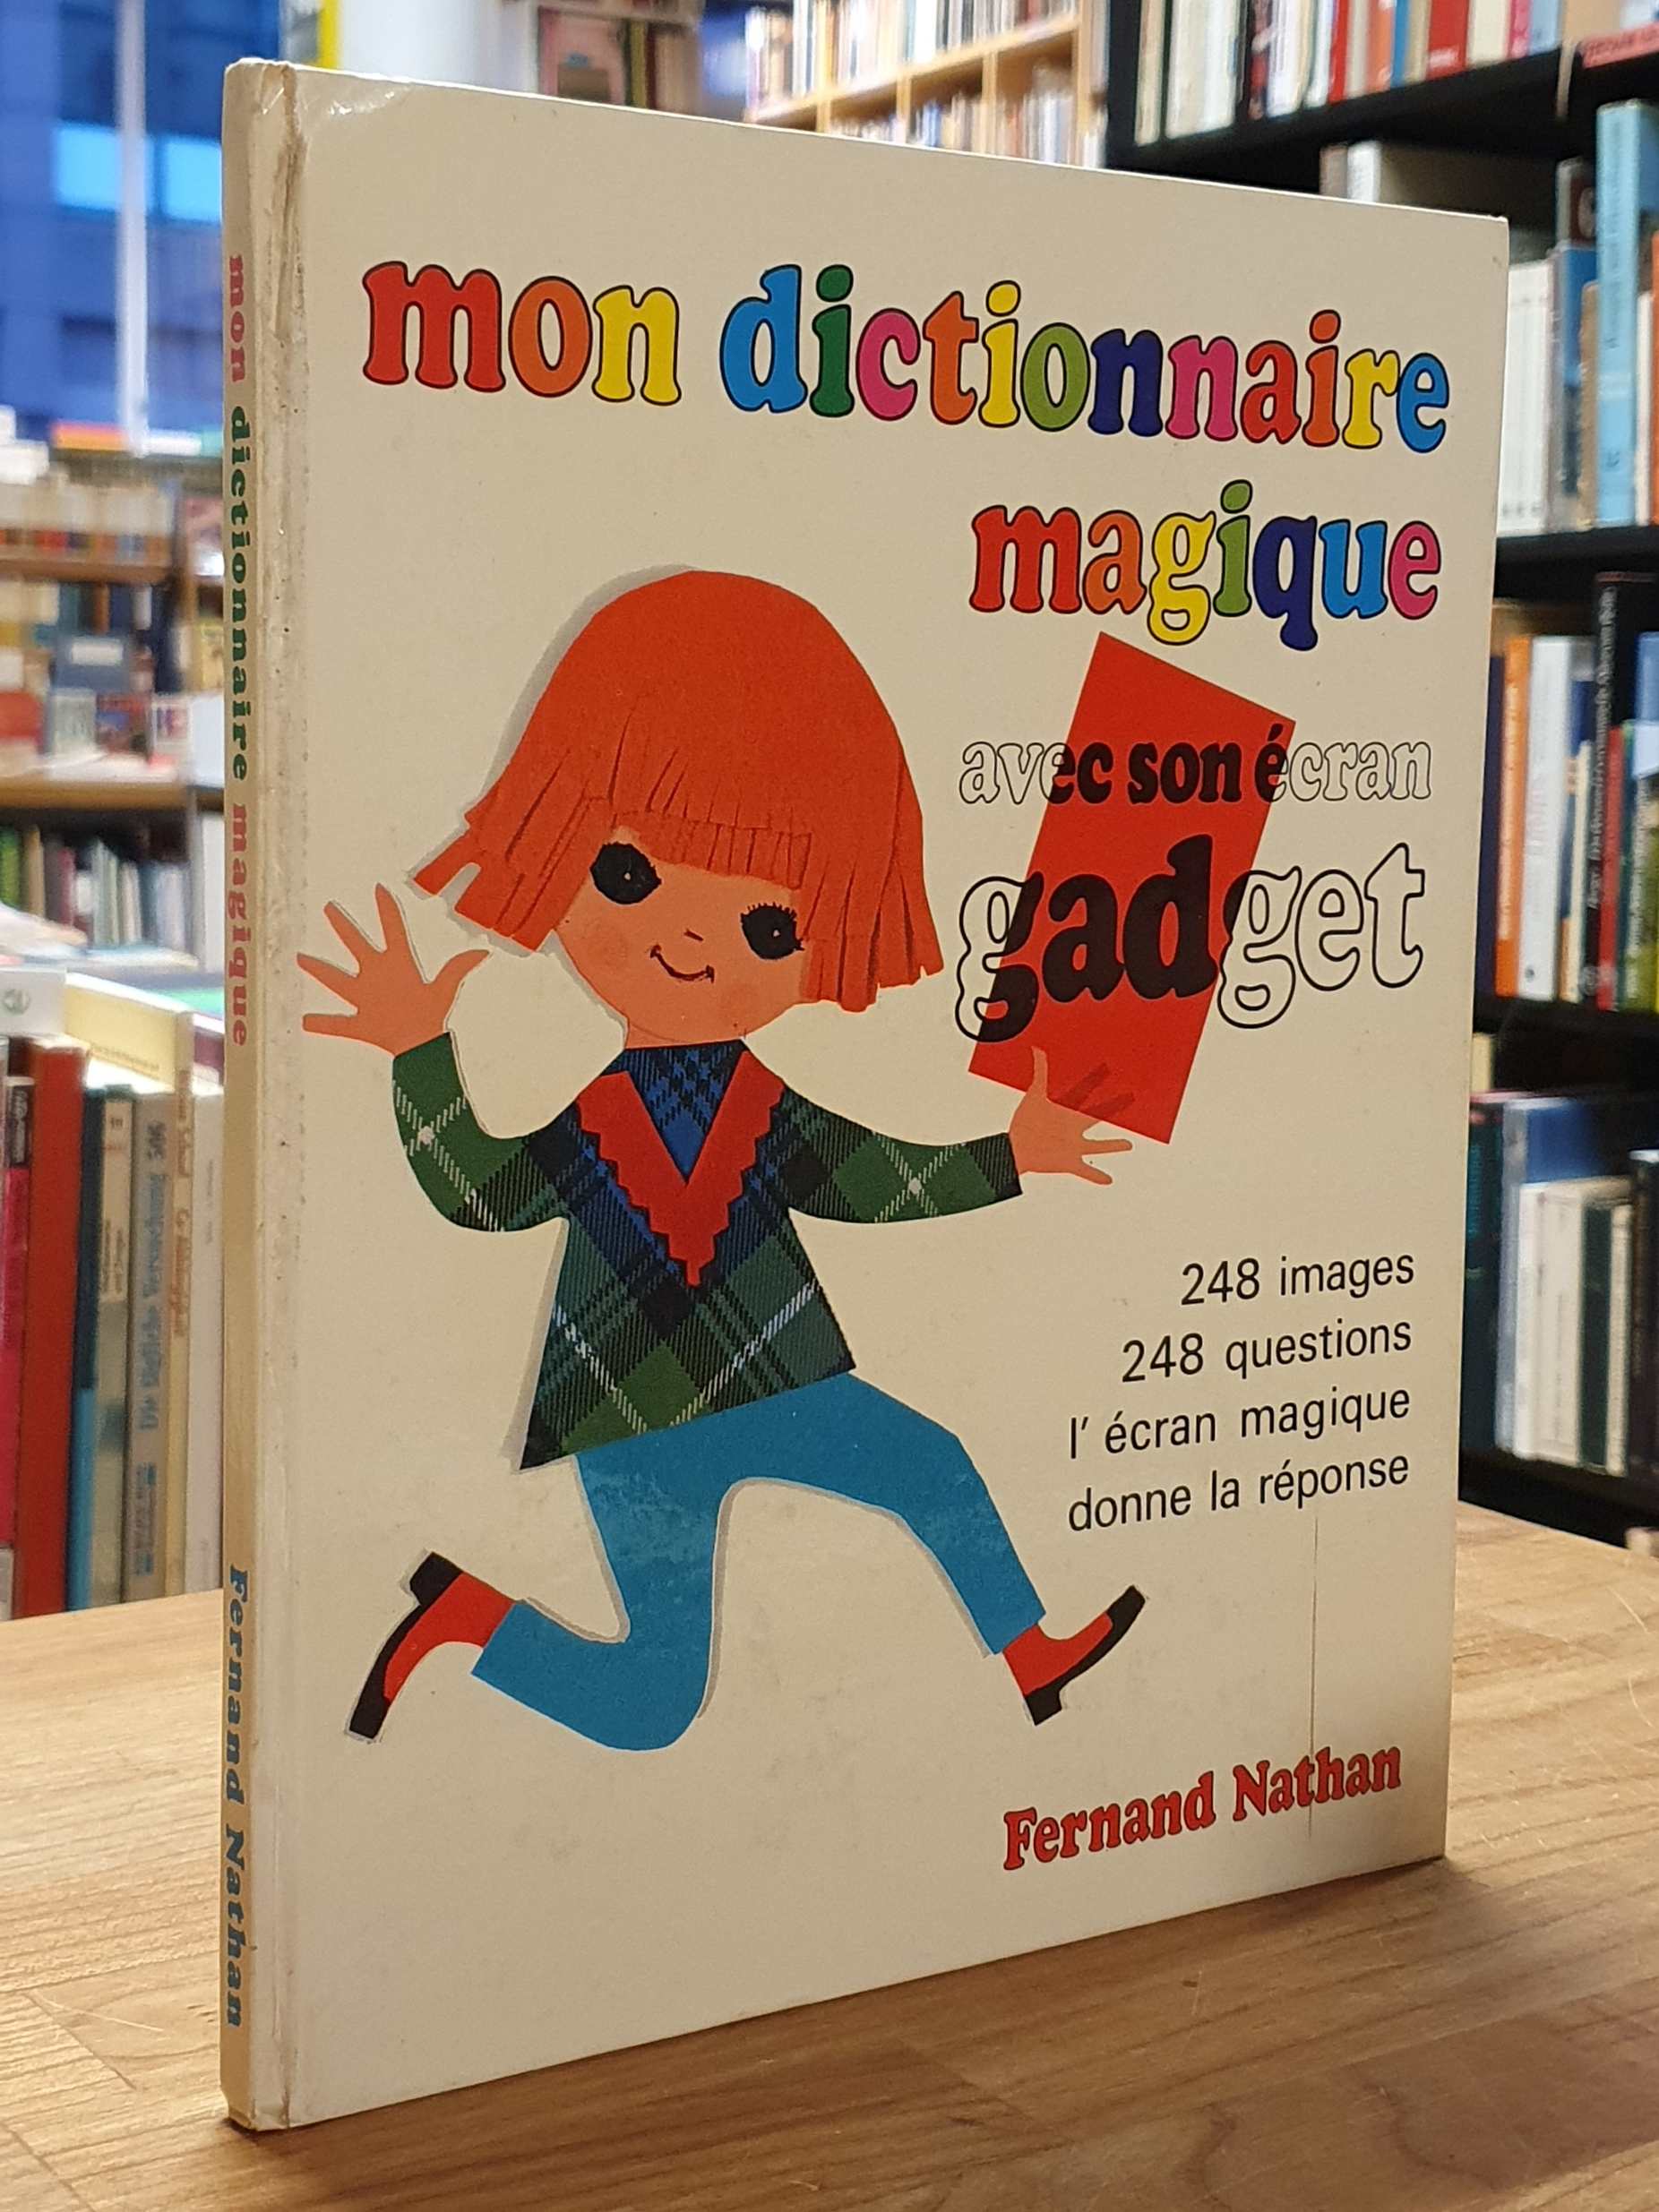 mon dictionnaire
magique
avec son écran
gadget
248 images
248 questions
l' écran magique
donne la réponse
Fernand Nathan
mon dictionnaire magique
Fernand Nathan